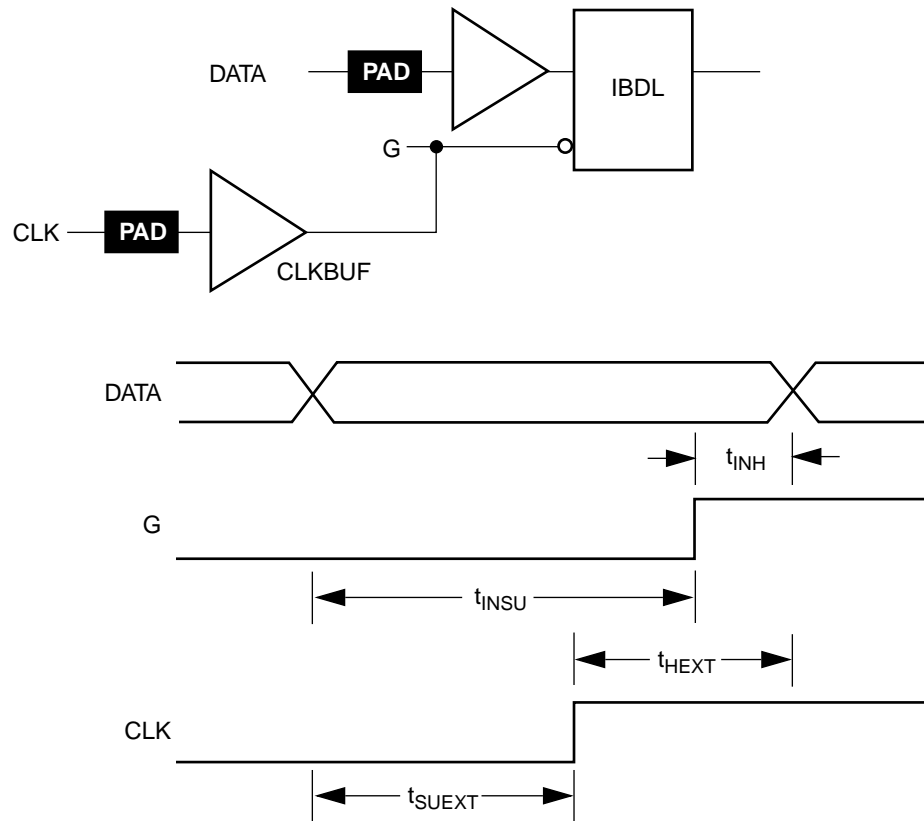 DATA
PAD
IBDL
G
CLK
PAD
CLKBUF
DATA
tINH
G
tINSU
tHEXT
CLK
tSUEXT